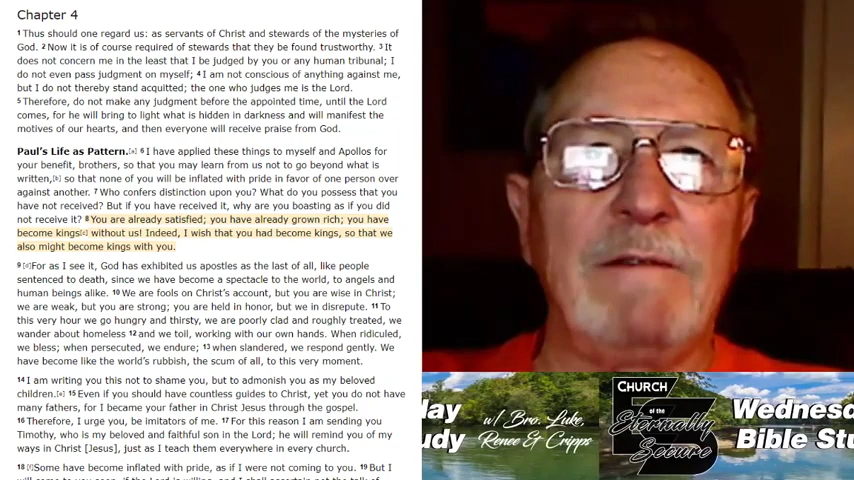 Chapter 4
1 Thus should one regard us: as servants of Christ and stewards of the mysteries of
God. 2 Now it is of course required of stewards that they be found trustworthy. 3 It
does not concern me in the least that I be judged by you or any human tribunal; I
do not even pass judgment on myself; 4 I am not conscious of anything against me,
but I do not thereby stand acquitted; the one who judges me is the Lord.
5 Therefore, do not make any judgment before the appointed time, until the Lord
comes, for he will bring to light what is hidden in darkness and will manifest the
motives of our hearts, and then everyone will receive praise from God.
Paul's Life as Pattern.[a] 6 I have applied these things to myself and Apollos for
your benefit, brothers, so that you may learn from us not to go beyond what is
written,[b] so that none of you will be inflated with pride in favor of one person over
against another. 7 Who confers distinction upon you? What do you possess that you
have not received? But if you have received it, why are you boasting as if you did
not receive it? 8 You are already satisfied; you have already grown rich; you have
become kings[c] without us! Indeed, I wish that you had become kings, so that we
also might become kings with you.
9 [d]For as I see it, God has exhibited us apostles as the last of all, like people
sentenced to death, since we have become a spectacle to the world, to angels and
human beings alike. 10 We are fools on Christ's account, but you are wise in Christ;
we are weak, but you are strong; you are held in honor, but we in disrepute. 11 To
this very hour we go hungry and thirsty, we are poorly clad and roughly treated, we
wander about homeless 12 and we toil, working with our own hands. When ridiculed,
we bless; when persecuted, we endure; 13 when slandered, we respond gently. We
have become like the world's rubbish, the scum of all, to this very moment.
14 I am writing you this not to shame you, but to admonish you as my beloved
children.[e] 15 Even if you should have countless guides to Christ, yet you do not have
many fathers, for I became your father in Christ Jesus through the gospel.
16 Therefore, I urge you, be imitators of me. 17 For this reason I am sending you
Timothy, who is my beloved and faithful son in the Lord; he will remind you of my
ways in Christ [Jesus], just as I teach them everywhere in every church.
18 [f]Some have become inflated with pride, as if I were not coming to you. 19 But I
day
udy
w/ Bro. Luke,
Renee & Cripps
CHURCH
of the
Eternally
Secure
Wednesd
Bible Stu